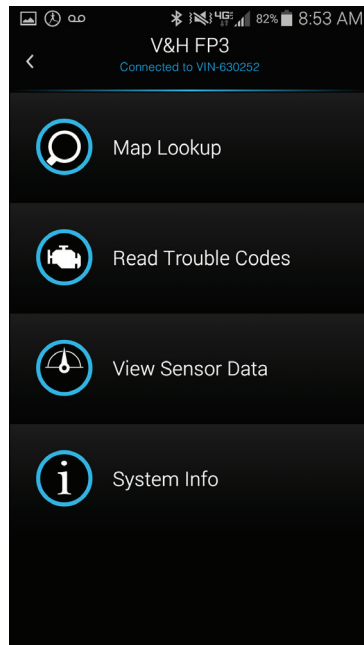 4G 82% 8:53 AM
V&H FP3
Connected to VIN-630252
Map Lookup
Read Trouble Codes
View Sensor Data
System Info